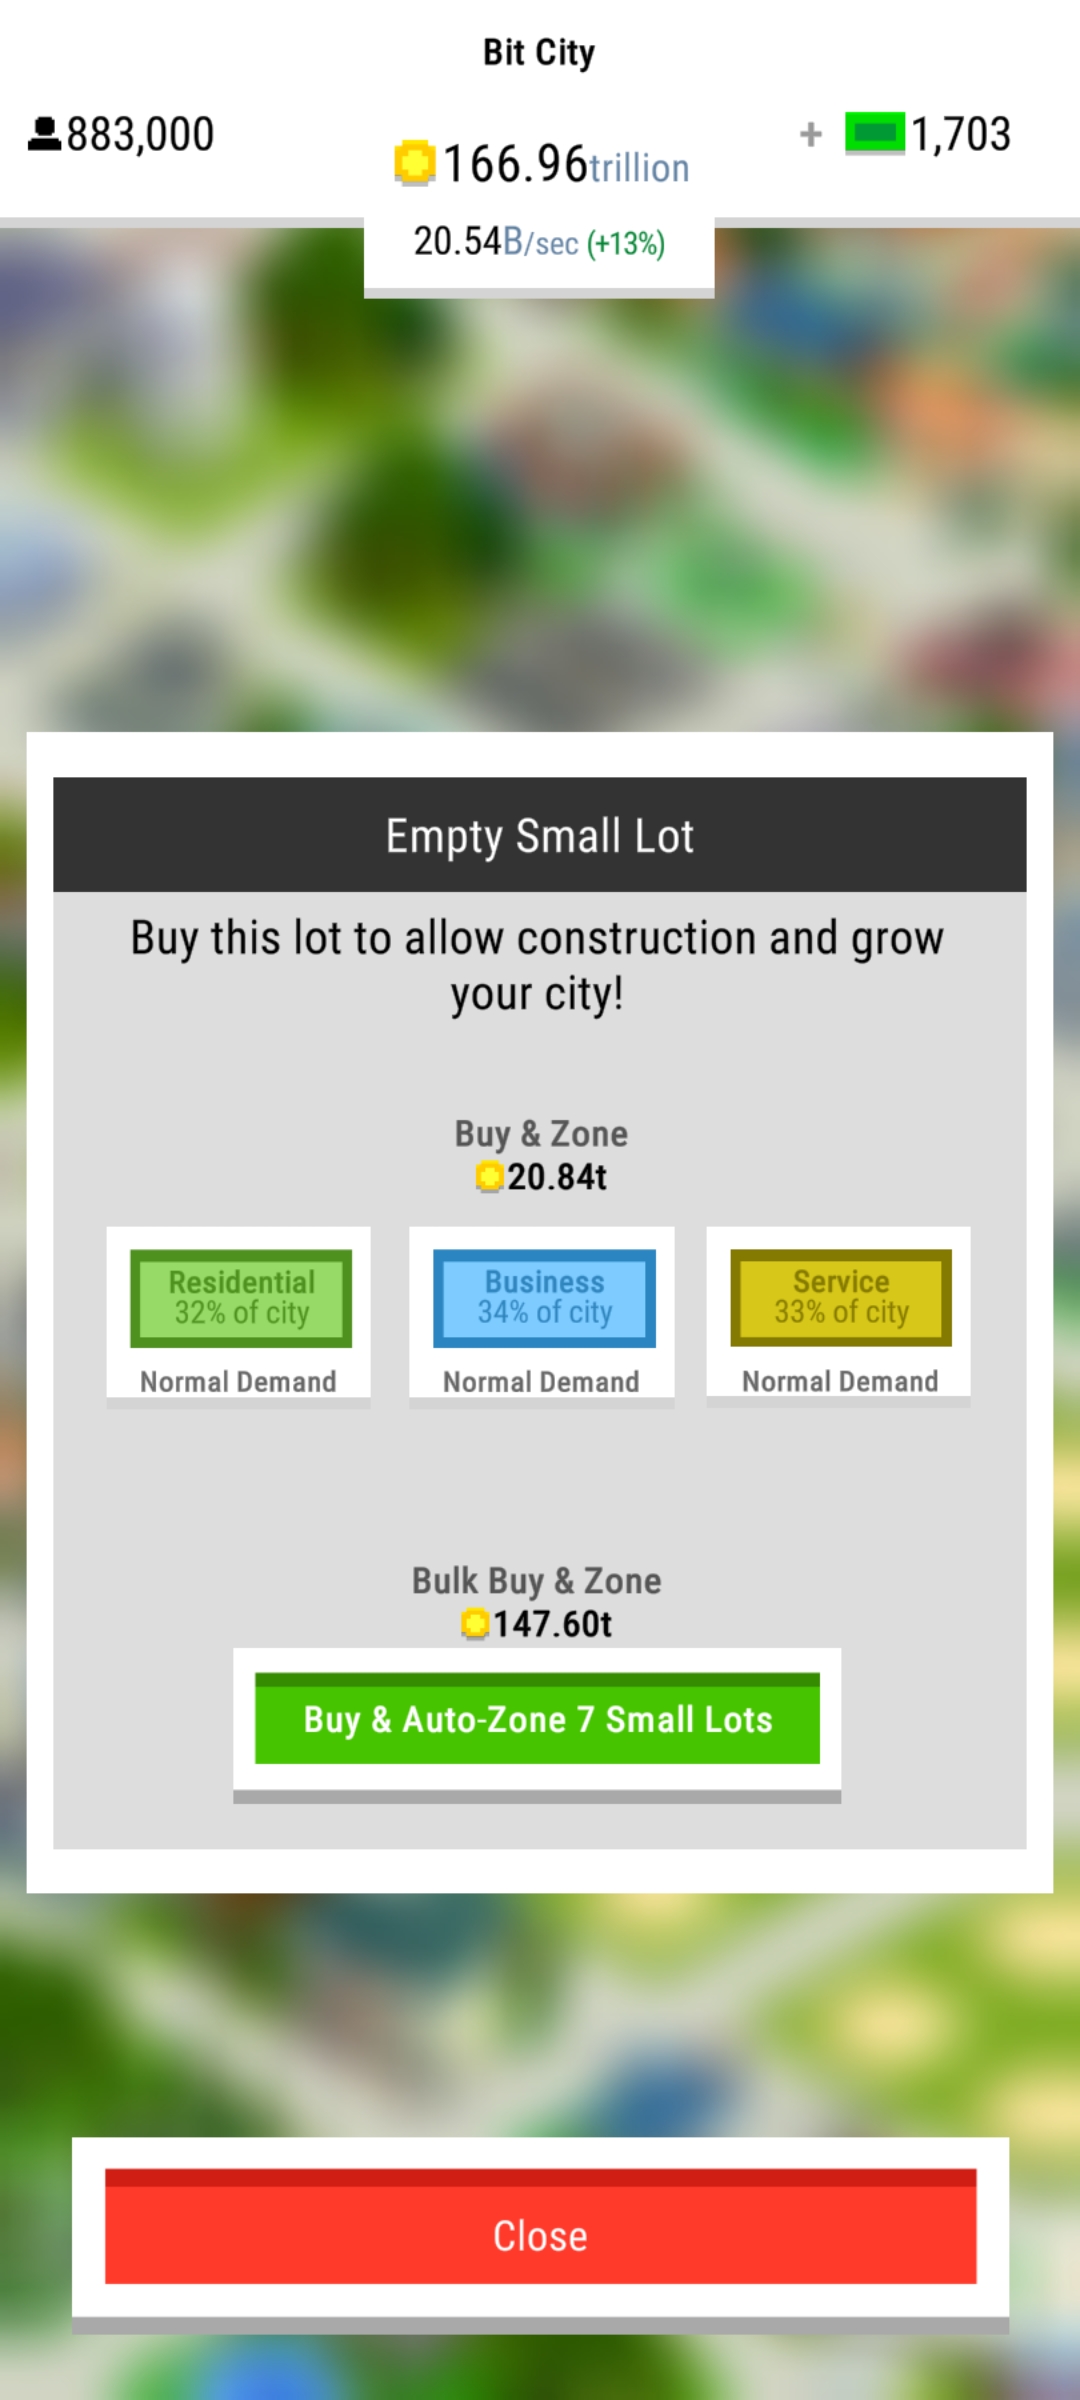 Bit City
883,000
166.96trillion
+ 1,703
20.54B/sec (+13%)
Empty Small Lot
Buy this lot to allow construction and grow
your city!
Buy & Zone
20.84t
Residential
32% of city
Normal Demand
Business
34% of city
Normal Demand
Service
33% of city
Normal Demand
Bulk Buy & Zone
147.60t
Buy & Auto-Zone 7 Small Lots
Close